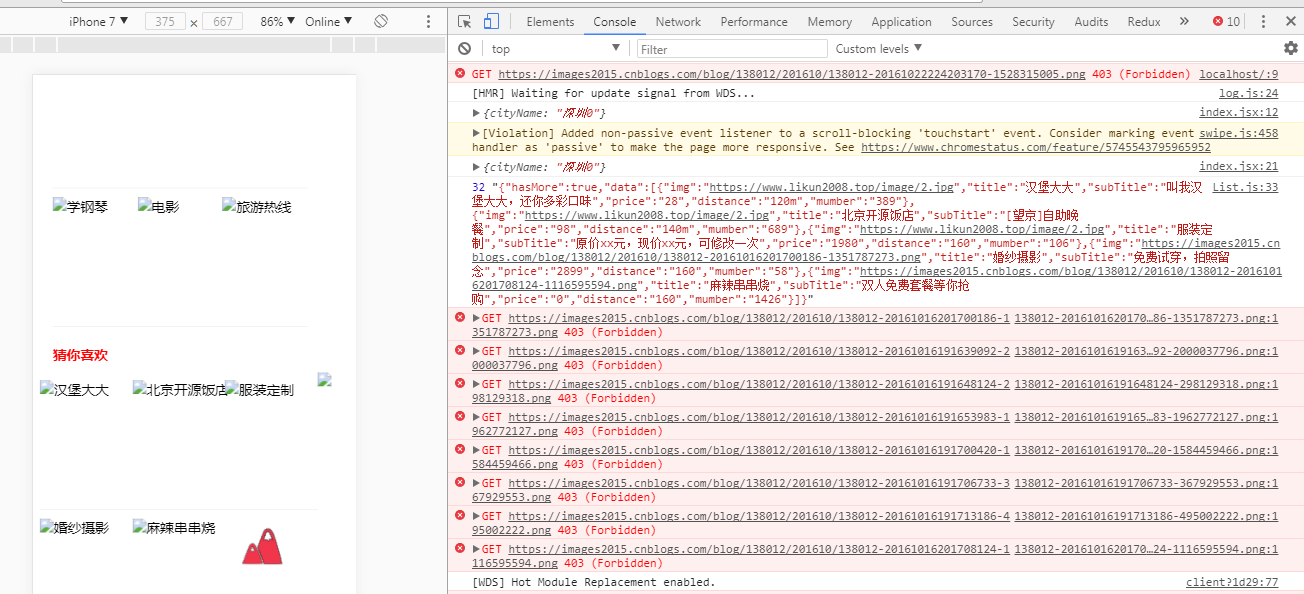 iPhone 7 ▼ 375 × 667 86% ▼ Online ▼
Elements Console Network Performance Memory Application Sources Security Audits Redux » 10
top ▼ Filter Custom levels ▼
GET https://images2015.cnblogs.com/blog/138012/201610/138012-20161022224203170-1528315005.png 403 (Forbidden) localhost/:9
[HMR] Waiting for update signal from WDS... log.js:24
▶{cityName: "深圳0"} index.jsx:12
▶[Violation] Added non-passive event listener to a scroll-blocking 'touchstart' event. Consider marking event swipe.js:458
handler as 'passive' to make the page more responsive. See https://www.chromestatus.com/feature/5745543795965952
▶{cityName: "深圳0"} index.jsx:21
32 "{"hasMore":true,"data":[{"img":"https://www.likun2008.top/image/2.jpg","title":"汉堡大大","subTitle":"叫我汉 List.js:33
堡大大，还你多彩口味","price":"28","distance":"120m","mumber":"389"},
{"img":"https://www.likun2008.top/image/2.jpg","title":"北京开源饭店","subTitle":"[望京]自助晚
餐","price":"98","distance":"140m","mumber":"689"},{"img":"https://www.likun2008.top/image/2.jpg","title":"服装定
制","subTitle":"原价xx元，现价xx元，可修改一次","price":"1980","distance":"160","mumber":"106"},{"img":"https://images2015.cn
blogs.com/blog/138012/201610/138012-20161016201700186-1351787273.png","title":"婚纱摄影","subTitle":"免费试穿，拍照留
念","price":"2899","distance":"160","mumber":"58"},{"img":"https://images2015.cnblogs.com/blog/138012/201610/138012-2016101
6201708124-1116595594.png","title":"麻辣串串烧","subTitle":"双人免费套餐等你抢
购","price":"0","distance":"160","mumber":"1426"}]}"
▶GET https://images2015.cnblogs.com/blog/138012/201610/138012-20161016201700186-1 138012-2016101620170…86-1351787273.png:1
351787273.png 403 (Forbidden)
▶GET https://images2015.cnblogs.com/blog/138012/201610/138012-20161016191639092-2 138012-2016101619163…92-2000037796.png:1
000037796.png 403 (Forbidden)
▶GET https://images2015.cnblogs.com/blog/138012/201610/138012-20161016191648124-2 138012-20161016191648124-298129318.png:1
98129318.png 403 (Forbidden)
▶GET https://images2015.cnblogs.com/blog/138012/201610/138012-20161016191653983-1 138012-2016101619165…83-1962772127.png:1
962772127.png 403 (Forbidden)
▶GET https://images2015.cnblogs.com/blog/138012/201610/138012-20161016191700420-1 138012-2016101619170…20-1584459466.png:1
584459466.png 403 (Forbidden)
▶GET https://images2015.cnblogs.com/blog/138012/201610/138012-20161016191706733-3 138012-20161016191706733-367929553.png:1
67929553.png 403 (Forbidden)
▶GET https://images2015.cnblogs.com/blog/138012/201610/138012-20161016191713186-4 138012-20161016191713186-495002222.png:1
95002222.png 403 (Forbidden)
▶GET https://images2015.cnblogs.com/blog/138012/201610/138012-20161016201708124-1 138012-2016101620170…24-1116595594.png:1
116595594.png 403 (Forbidden)
[WDS] Hot Module Replacement enabled. client?1d29:77
学钢琴 电影 旅游热线
猜你喜欢
汉堡大大 北京开源饭店 服装定制
婚纱摄影 麻辣串串烧